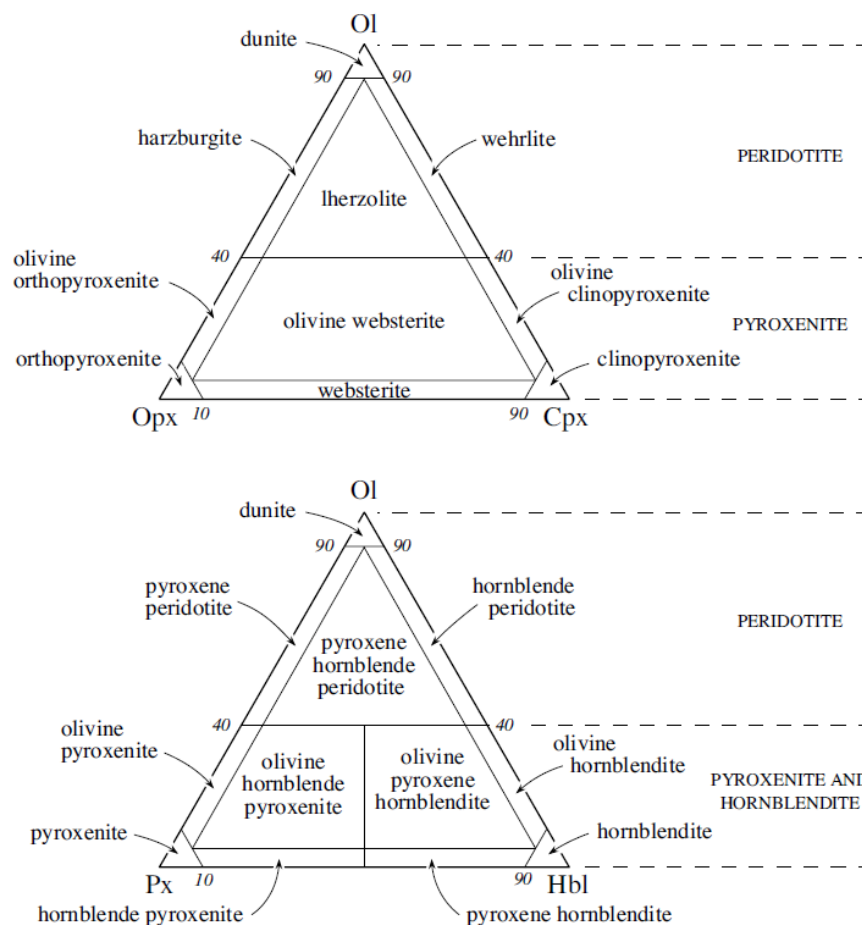 Ol
dunite
90 90
harzburgite
wehrlite
PERIDOTITE
lherzolite
40 40
olivine
orthopyroxenite
olivine
clinopyroxenite
olivine websterite
PYROXENITE
orthopyroxenite
clinopyroxenite
websterite
Opx 10 90 Cpx
Ol
dunite
90 90
pyroxene
peridotite
hornblende
peridotite
PERIDOTITE
pyroxene
hornblende
peridotite
40 40
olivine
pyroxenite
olivine
hornblende
pyroxenite
olivine
pyroxene
hornblendite
olivine
hornblendite
PYROXENITE AND
HORNBLENDITE
pyroxenite
hornblendite
Px 10 90 Hbl
hornblende pyroxenite
pyroxene hornblendite